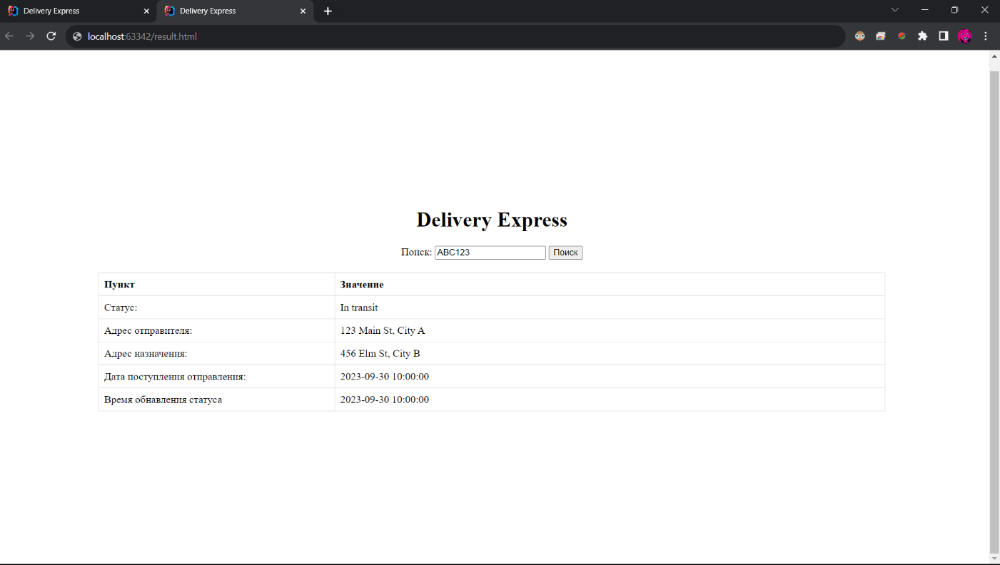 Delivery Express
Delivery Express
localhost:63342/result.html
Delivery Express
Поиск: ABC123 Поиск
Пункт Значение
Статус: In transit
Адрес отправителя: 123 Main St, City A
Адрес назначения: 456 Elm St, City B
Дата поступления отправления: 2023-09-30 10:00:00
Время обнавления статуса 2023-09-30 10:00:00